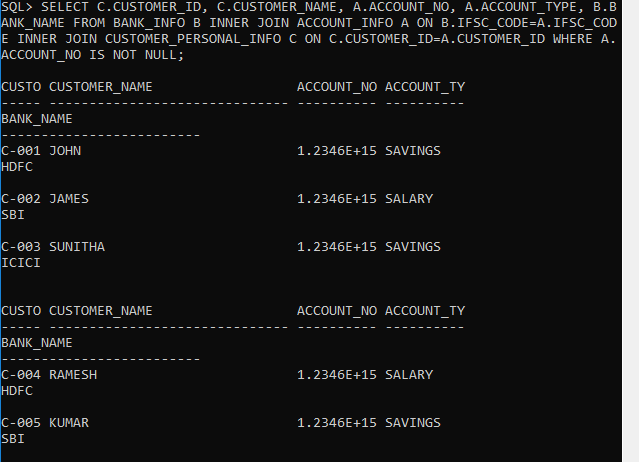 SQL> SELECT C.CUSTOMER_ID, C.CUSTOMER_NAME, A.ACCOUNT_NO, A.ACCOUNT_TYPE, B.B
ANK_NAME FROM BANK_INFO B INNER JOIN ACCOUNT_INFO A ON B.IFSC_CODE=A.IFSC_COD
E INNER JOIN CUSTOMER_PERSONAL_INFO C ON C.CUSTOMER_ID=A.CUSTOMER_ID WHERE A.
ACCOUNT_NO IS NOT NULL;
CUSTO CUSTOMER_NAME                  ACCOUNT_NO ACCOUNT_TY
----- ------------------------------ ---------- ----------
BANK_NAME
-------------------------
C-001 JOHN                           1.2346E+15 SAVINGS
HDFC
C-002 JAMES                          1.2346E+15 SALARY
SBI
C-003 SUNITHA                        1.2346E+15 SAVINGS
ICICI
CUSTO CUSTOMER_NAME                  ACCOUNT_NO ACCOUNT_TY
----- ------------------------------ ---------- ----------
BANK_NAME
-------------------------
C-004 RAMESH                         1.2346E+15 SALARY
HDFC
C-005 KUMAR                          1.2346E+15 SAVINGS
SBI